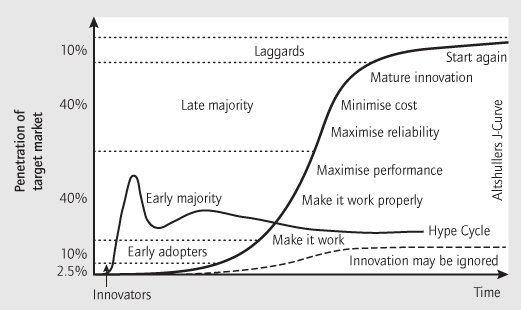 10%
Laggards
Start again
Mature innovation
40%
Late majority
Minimise cost
Maximise reliability
Altshullers J-Curve
Penetration of
target market
Maximise performance
40%
Early majority
Make it work properly
Hype Cycle
Make it work
10%
Early adopters
Innovation may be ignored
2.5%
Innovators
Time